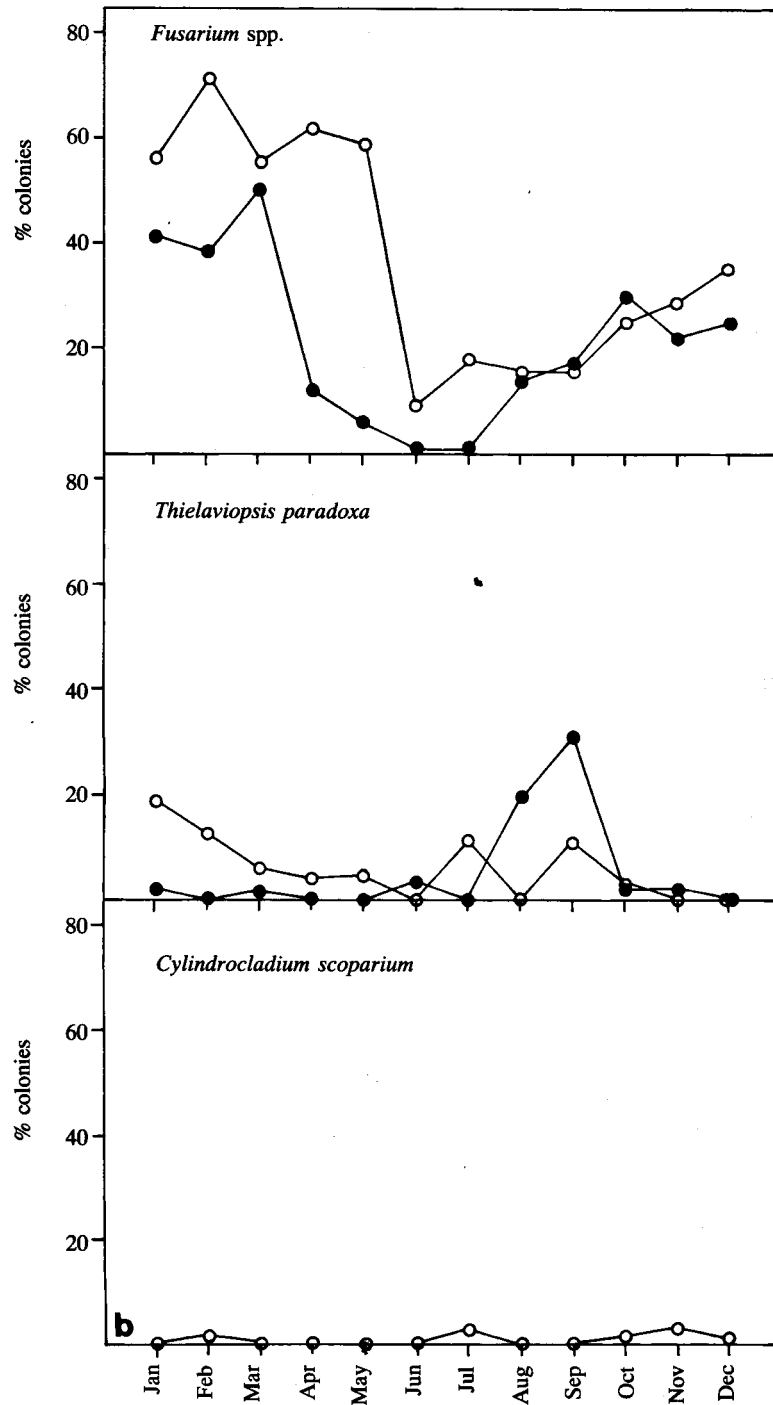 80
Fusarium spp.
60
% colonies
40
20
80
Thielaviopsis paradoxa
60
% colonies
40
20
80
Cylindrocladium scoparium
60
% colonies
40
20
b
Jan Feb Mar Apr May Jun Jul Aug Sep Oct Nov Dec